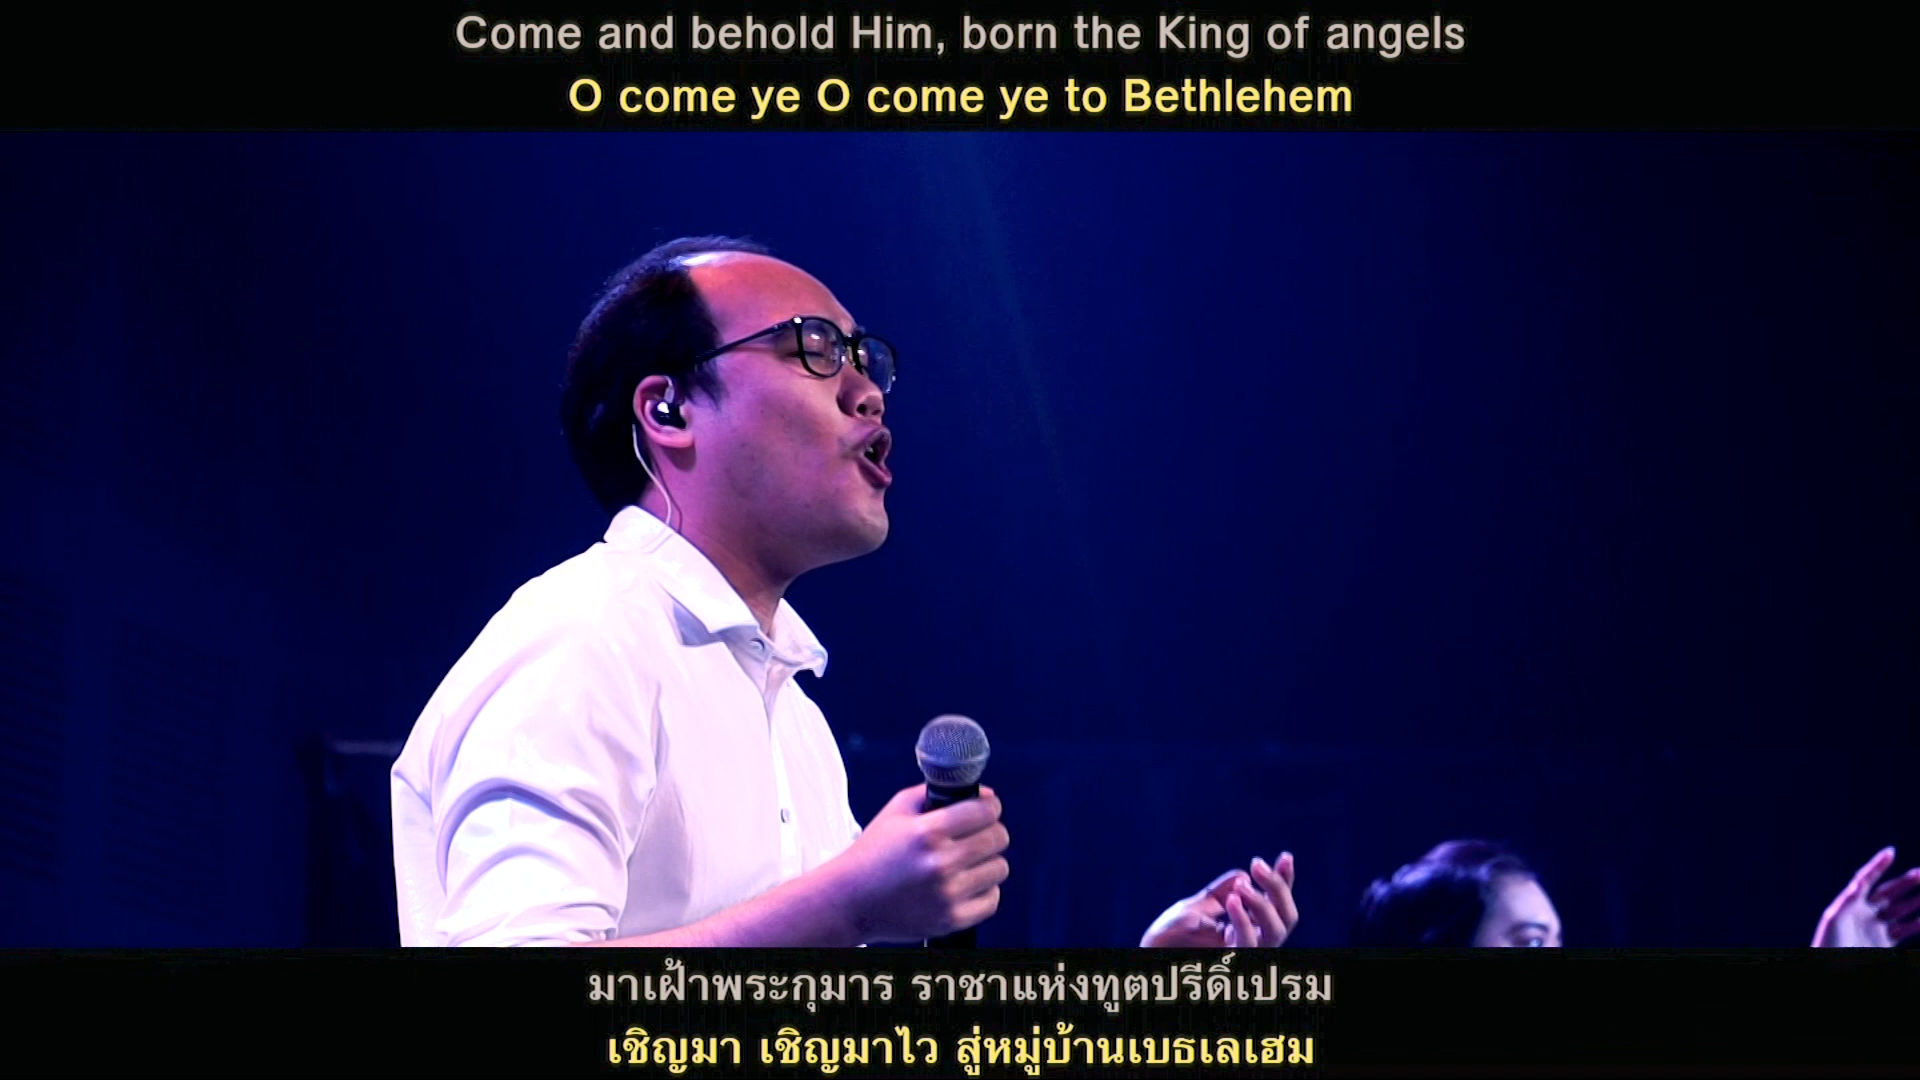 Come and behold Him, born the King of angels
O come ye O come ye to Bethlehem
มาเฝ้าพระกุมาร ราชาแห่งทูตปรีดิ์เปรม
เชิญมา เชิญมาไว สู่หมู่บ้านเบธเลเฮม